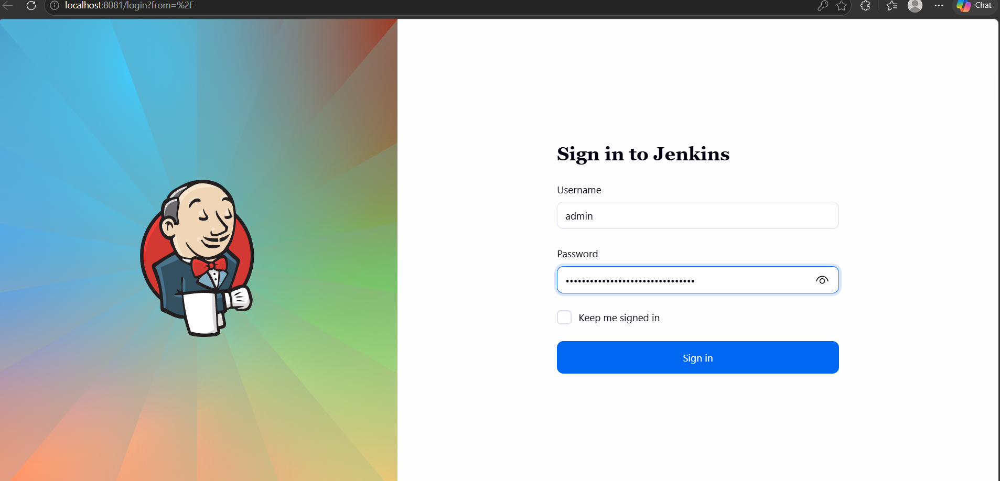 localhost:8081/login?from=%2F
Chat
Sign in to Jenkins
Username
admin
Password
••••••••••••••••••••••••••••••••
Keep me signed in
Sign in